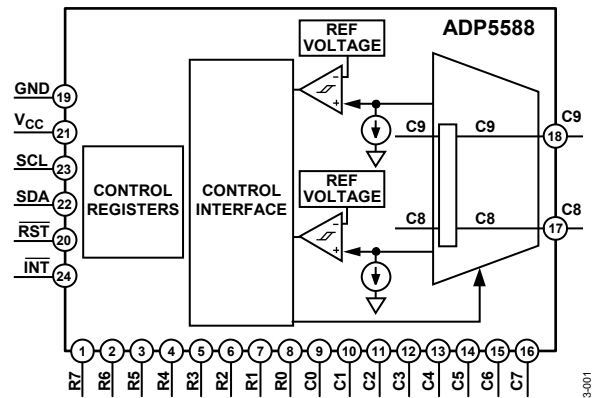 ADP5588
REF
VOLTAGE
GND
19
VCC
21
SCL
23
SDA
22
RST
20
INT
24
CONTROL
REGISTERS
CONTROL
INTERFACE
–
+
C9
C9
18
C9
REF
VOLTAGE
–
+
C8
C8
17
C8
1 2 3 4 5 6 7 8 9 10 11 12 13 14 15 16
R7 R6 R5 R4 R3 R2 R1 R0 C0 C1 C2 C3 C4 C5 C6 C7
3-001